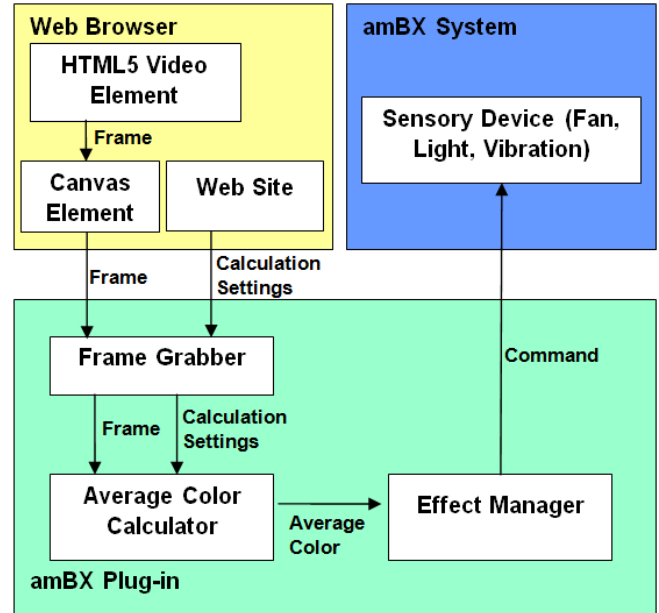 Web Browser
HTML5 Video
Element
Frame
Canvas
Element
Web Site
Frame
Calculation
Settings
amBX System
Sensory Device (Fan,
Light, Vibration)
Frame Grabber
Command
Frame
Calculation
Settings
Average Color
Calculator
Average
Color
Effect Manager
amBX Plug-in